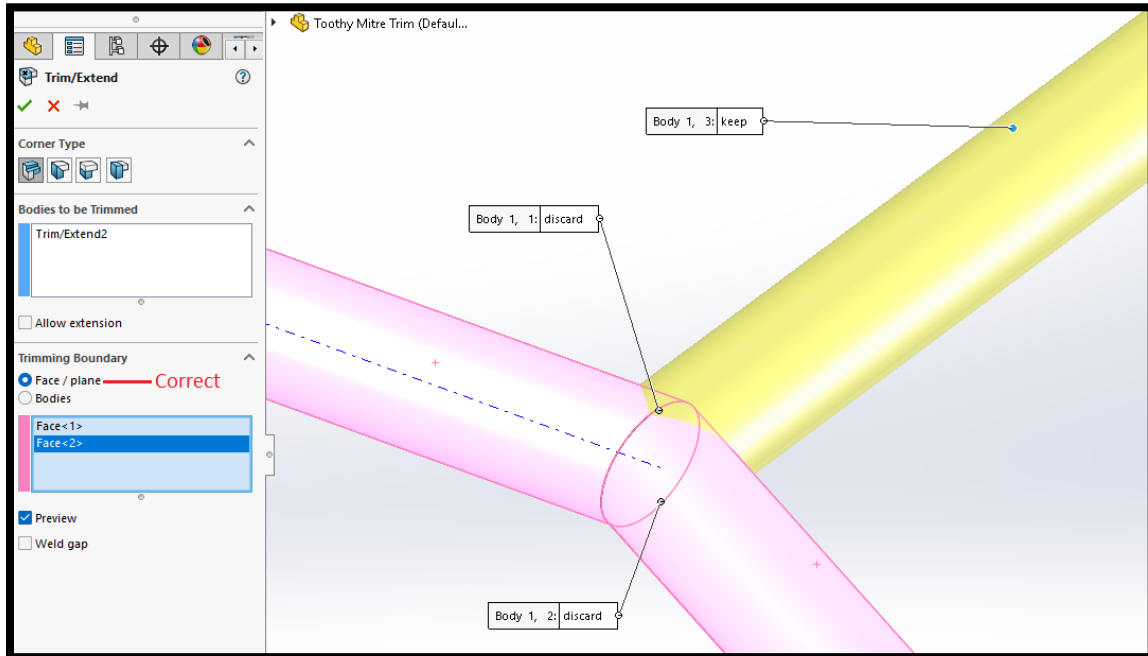 Toothy Mitre Trim (Defaul...
Trim/Extend
Corner Type
Bodies to be Trimmed
Trim/Extend2
Allow extension
Trimming Boundary
Face / plane Correct
Bodies
Face<1>
Face<2>
Preview
Weld gap
Body 1, 3: keep
Body 1, 1: discard
Body 1, 2: discard